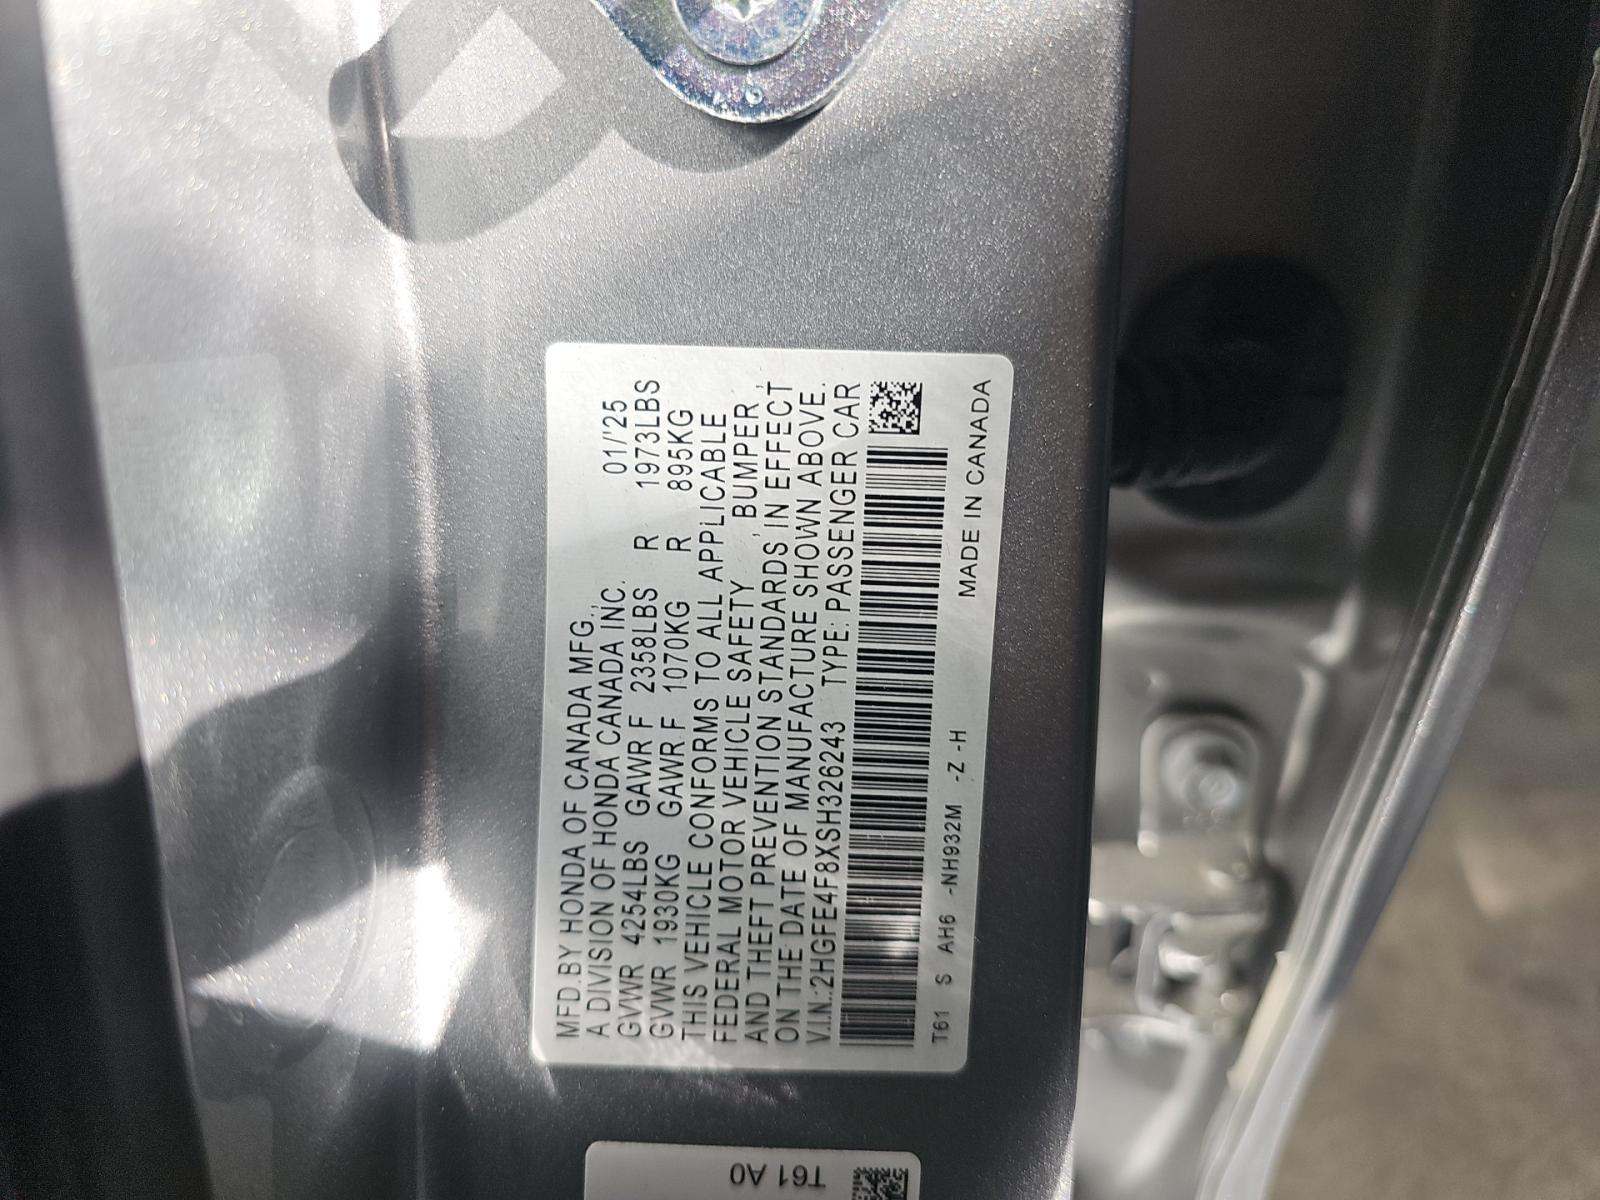 MFD.BY HONDA OF CANADA MFG.,
A DIVISION OF HONDA CANADA INC. 01/'25
GVWR 4254LBS GAWR F 2358LBS R 1973LBS
GVWR 1930KG GAWR F 1070KG R 895KG
THIS VEHICLE CONFORMS TO ALL APPLICABLE
FEDERAL MOTOR VEHICLE SAFETY, BUMPER,
AND THEFT PREVENTION STANDARDS IN EFFECT
ON THE DATE OF MANUFACTURE SHOWN ABOVE.
V.I.N.:2HGFE4F8XSH326243 TYPE: PASSENGER CAR
T61 S AH6 -NH932M -Z -H
MADE IN CANADA
T61 A0